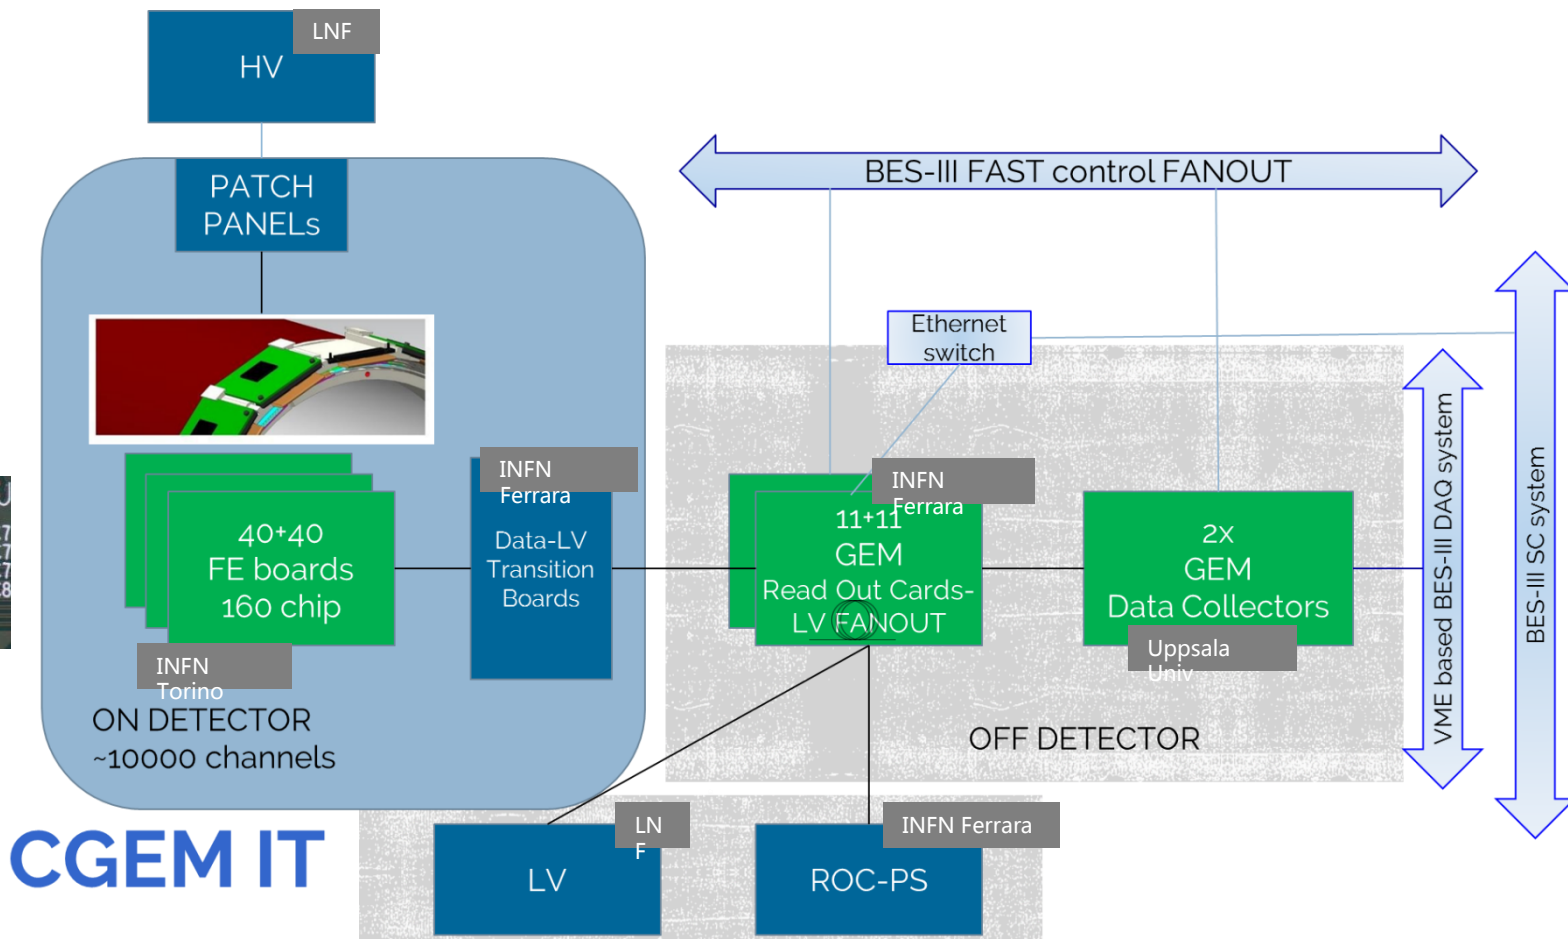 LNF
HV
PATCH
PANELs
BES-III FAST control FANOUT
Ethernet
switch
INFN
Ferrara
INFN
Ferrara
40+40
FE boards
160 chip
Data-LV
Transition
Boards
11+11
GEM
Read Out Cards-
LV FANOUT
2x
GEM
Data Collectors
VME based BES-III DAQ system
BES-III SC system
INFN
Torino
Uppsala
Univ
ON DETECTOR
~10000 channels
OFF DETECTOR
CGEM IT
LN
F
INFN Ferrara
LV
ROC-PS